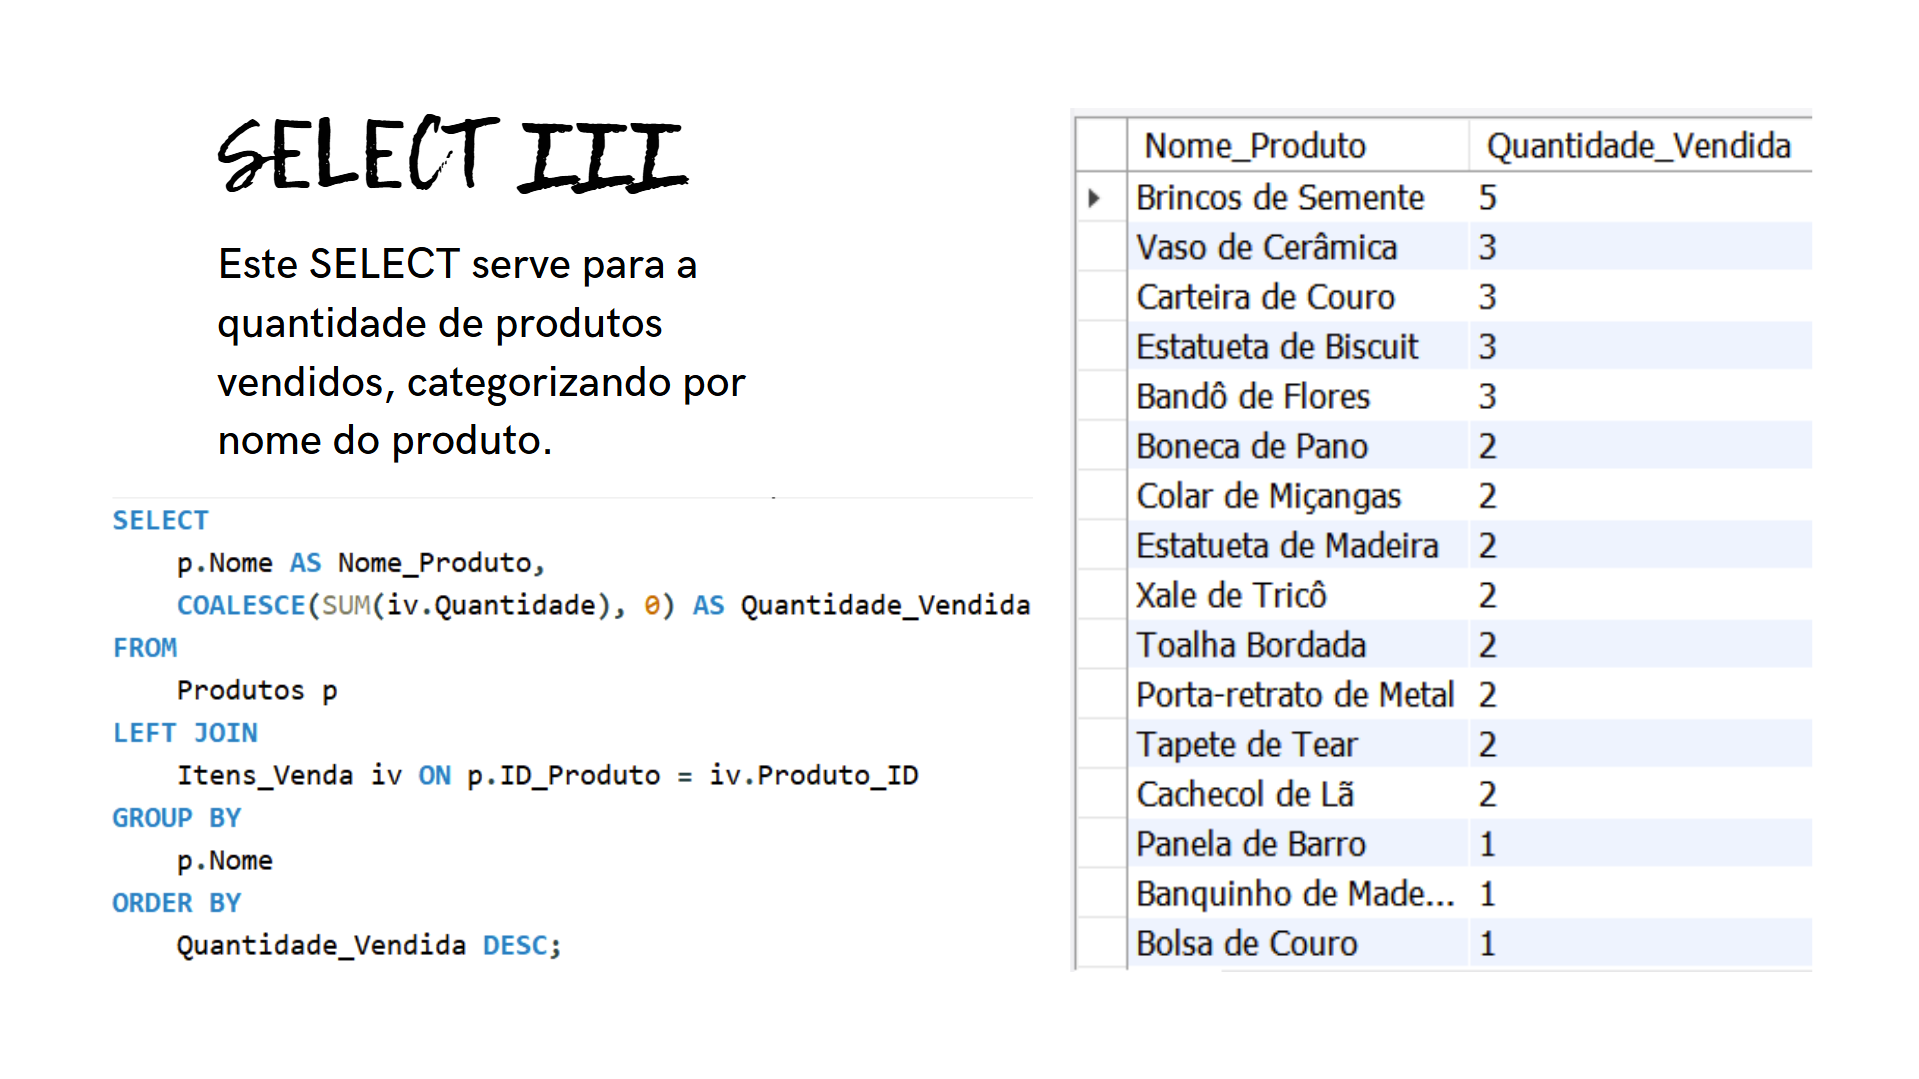 SELECT III
Este SELECT serve para a
quantidade de produtos
vendidos, categorizando por
nome do produto.
SELECT
p.Nome AS Nome_Produto,
COALESCE(SUM(iv.Quantidade), 0) AS Quantidade_Vendida
FROM
Produtos p
LEFT JOIN
Itens_Venda iv ON p.ID_Produto = iv.Produto_ID
GROUP BY
p.Nome
ORDER BY
Quantidade_Vendida DESC;
Nome_Produto Quantidade_Vendida
Brincos de Semente 5
Vaso de Cerâmica 3
Carteira de Couro 3
Estatueta de Biscuit 3
Bandô de Flores 3
Boneca de Pano 2
Colar de Miçangas 2
Estatueta de Madeira 2
Xale de Tricô 2
Toalha Bordada 2
Porta-retrato de Metal 2
Tapete de Tear 2
Cachecol de Lã 2
Panela de Barro 1
Banquinho de Made... 1
Bolsa de Couro 1